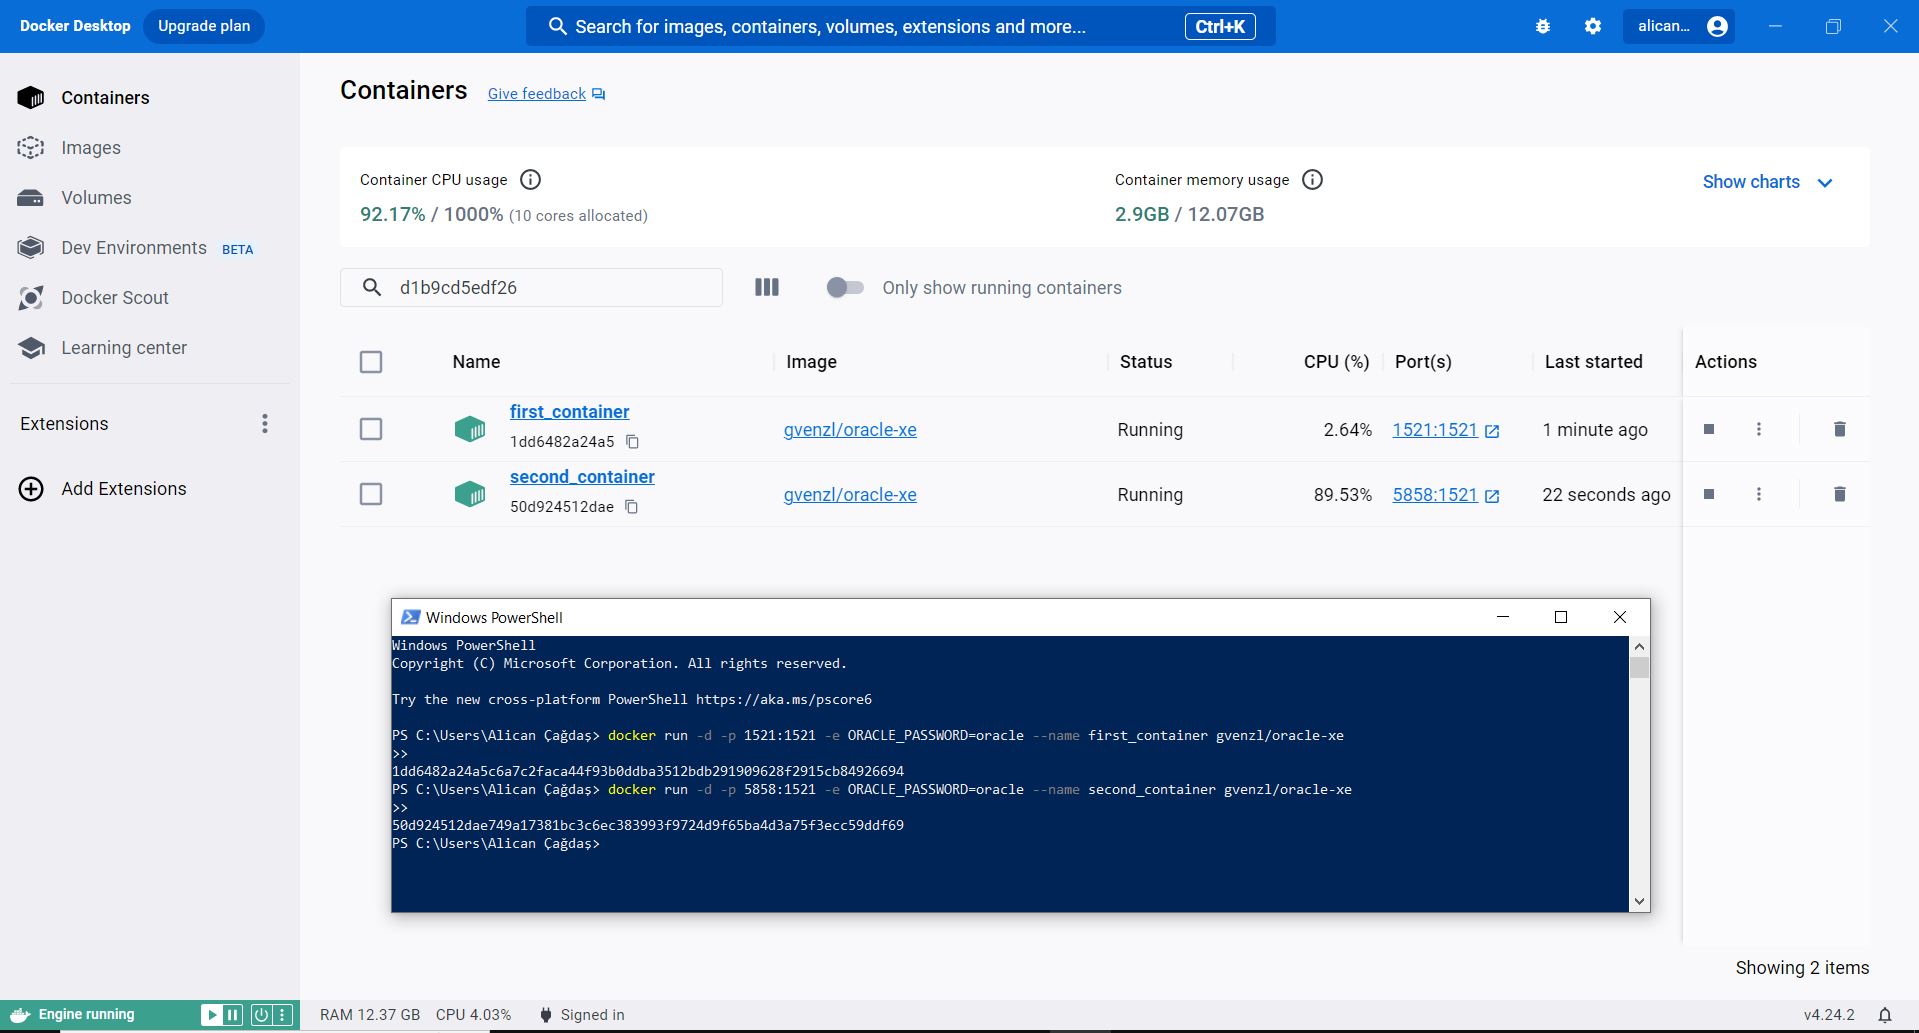 Docker Desktop Upgrade plan Search for images, containers, volumes, extensions and more... Ctrl+K alican...
Containers
Images
Volumes
Dev Environments BETA
Docker Scout
Learning center
Extensions
Add Extensions
Containers Give feedback
Container CPU usage
92.17% / 1000% (10 cores allocated)
Container memory usage
2.9GB / 12.07GB
Show charts
d1b9cd5edf26 Only show running containers
Name Image Status CPU (%) Port(s) Last started Actions
first_container
1dd6482a24a5
gvenzl/oracle-xe Running 2.64% 1521:1521 1 minute ago
second_container
50d924512dae
gvenzl/oracle-xe Running 89.53% 5858:1521 22 seconds ago
Windows PowerShell
Windows PowerShell
Copyright (C) Microsoft Corporation. All rights reserved.
Try the new cross-platform PowerShell https://aka.ms/pscore6
PS C:\Users\Alican Çağdaş> docker run -d -p 1521:1521 -e ORACLE_PASSWORD=oracle --name first_container gvenzl/oracle-xe
>>
1dd6482a24a5c6a7c2faca44f93b0ddba3512bdb291909628f2915cb84926694
PS C:\Users\Alican Çağdaş> docker run -d -p 5858:1521 -e ORACLE_PASSWORD=oracle --name second_container gvenzl/oracle-xe
>>
50d924512dae749a17381bc3c6ec383993f9724d9f65ba4d3a75f3ecc59ddf69
PS C:\Users\Alican Çağdaş>
Showing 2 items
Engine running RAM 12.37 GB CPU 4.03% Signed in v4.24.2